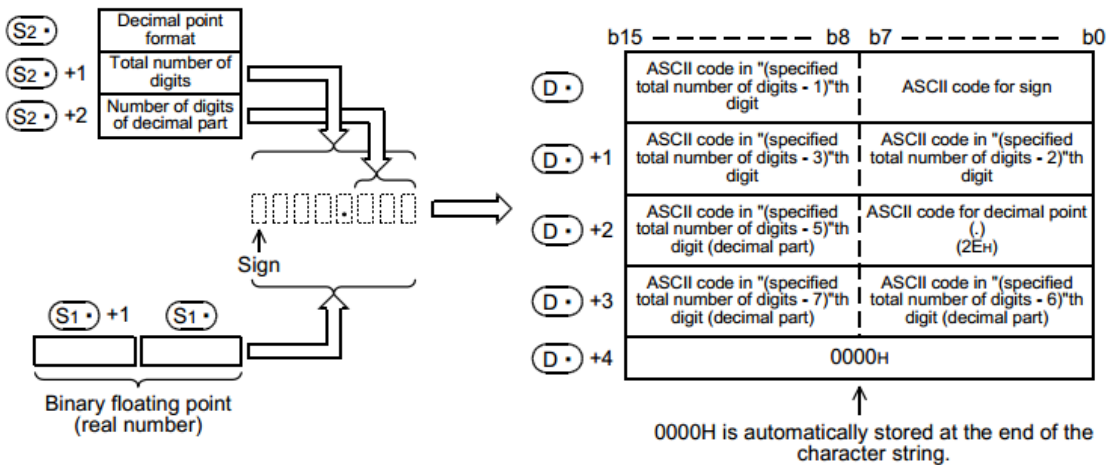 S2 • Decimal point
format
S2 • +1 Total number of
digits
S2 • +2 Number of digits
of decimal part
.
Sign
S1 • +1 S1 •
Binary floating point
(real number)
b15 b8 b7 b0
D •
ASCII code in "(specified
total number of digits - 1)"th
digit
ASCII code for sign
D • +1
ASCII code in "(specified
total number of digits - 3)"th
digit
ASCII code in "(specified
total number of digits - 2)"th
digit
D • +2
ASCII code in "(specified
total number of digits - 5)"th
digit (decimal part)
ASCII code for decimal point
(.)
(2EH)
D • +3
ASCII code in "(specified
total number of digits - 7)"th
digit (decimal part)
ASCII code in "(specified
total number of digits - 6)"th
digit (decimal part)
D • +4
0000H
0000H is automatically stored at the end of the
character string.